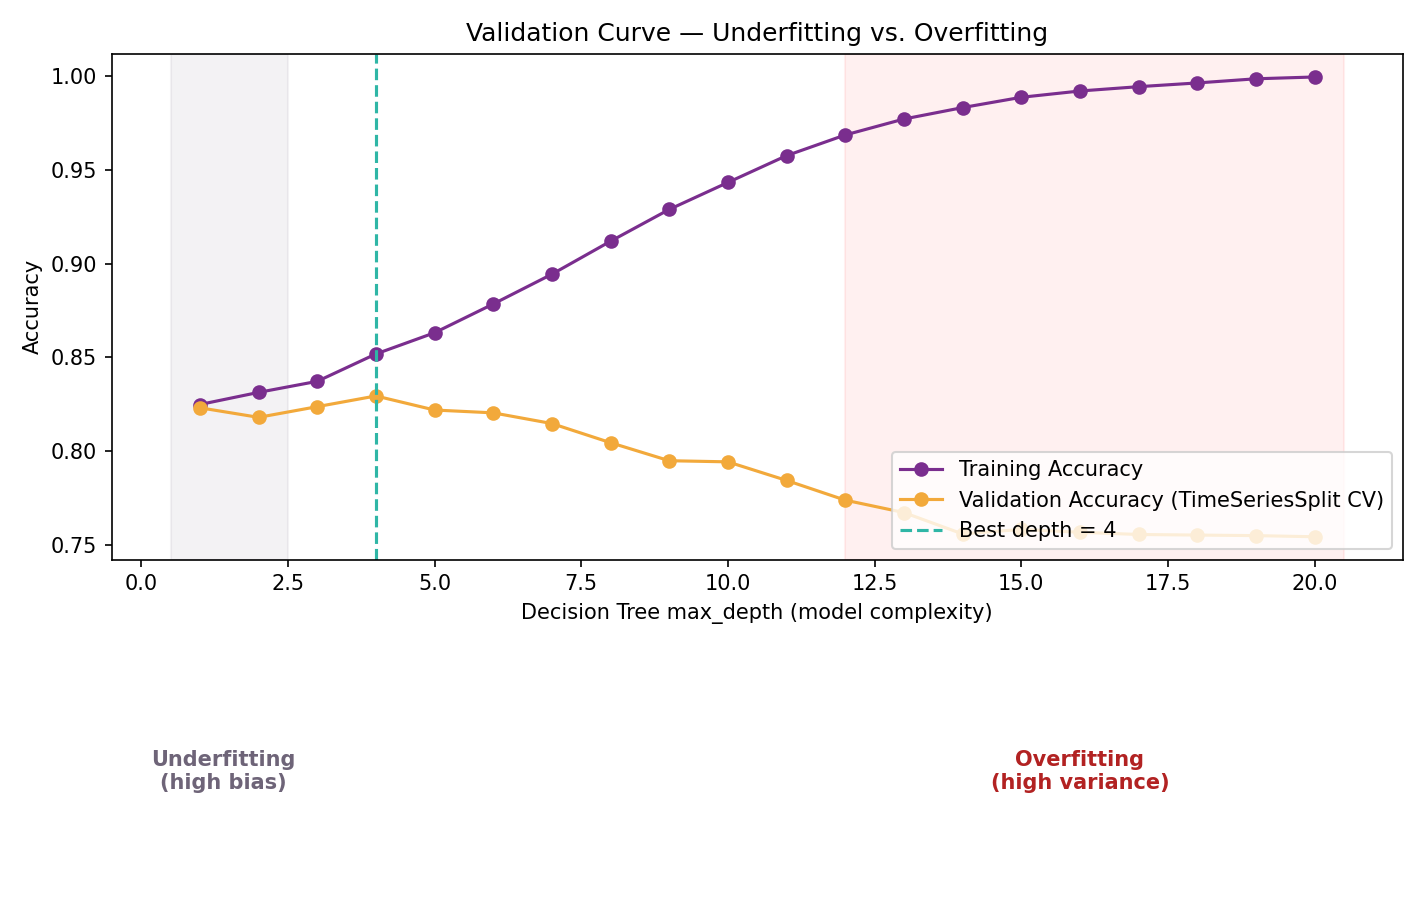 Validation Curve — Underfitting vs. Overfitting
1.00
0.95
0.90
0.85
0.80
0.75
Accuracy
Training Accuracy
Validation Accuracy (TimeSeriesSplit CV)
Best depth = 4
0.0 2.5 5.0 7.5 10.0 12.5 15.0 17.5 20.0
Decision Tree max_depth (model complexity)
Underfitting
(high bias)
Overfitting
(high variance)